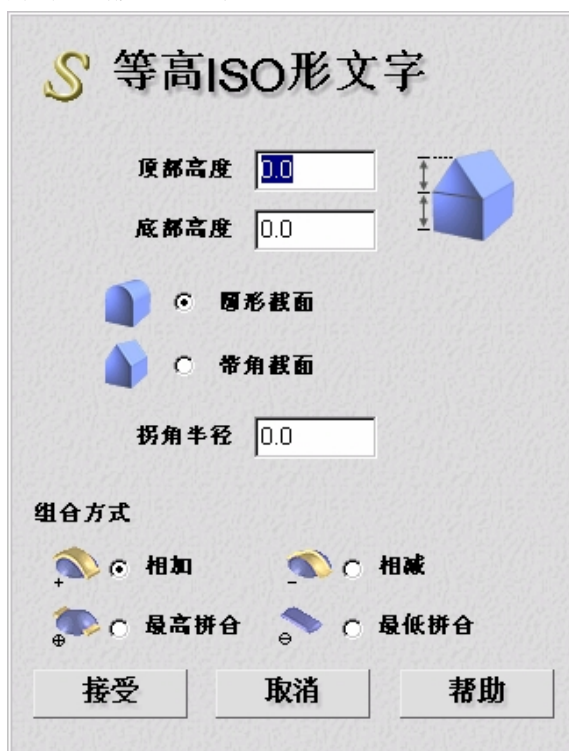 S 等高ISO形文字
顶部高度 0.0
底部高度 0.0
圆形截面
带角截面
拐角半径 0.0
组合方式
相加 相减
最高拼合 最低拼合
接受 取消 帮助